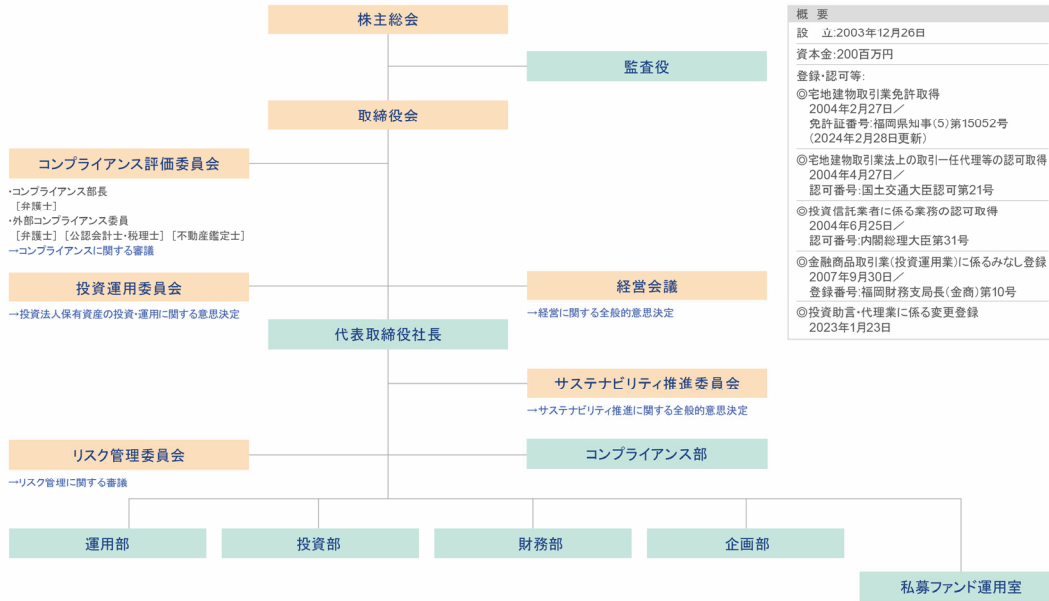 株主総会
監査役
取締役会
コンプライアンス評価委員会
・コンプライアンス部長
［弁護士］
・外部コンプライアンス委員
［弁護士］［公認会計士・税理士］［不動産鑑定士］
→コンプライアンスに関する審議
投資運用委員会
→投資法人保有資産の投資・運用に関する意思決定
経営会議
→経営に関する全般的意思決定
代表取締役社長
サステナビリティ推進委員会
→サステナビリティ推進に関する全般的意思決定
リスク管理委員会
→リスク管理に関する審議
コンプライアンス部
運用部
投資部
財務部
企画部
私募ファンド運用室
概 要
設 立:2003年12月26日
資本金:200百万円
登録・認可等:
◎宅地建物取引業免許取得
2004年2月27日／
免許証番号:福岡県知事(5)第15052号
(2024年2月28日更新)
◎宅地建物取引業法上の取引一任代理等の認可取得
2004年4月27日／
認可番号:国土交通大臣認可第21号
◎投資信託業者に係る業務の認可取得
2004年6月25日／
認可番号:内閣総理大臣第31号
◎金融商品取引業(投資運用業)に係るみなし登録
2007年9月30日／
登録番号:福岡財務支局長(金商)第10号
◎投資助言・代理業に係る変更登録
2023年1月23日